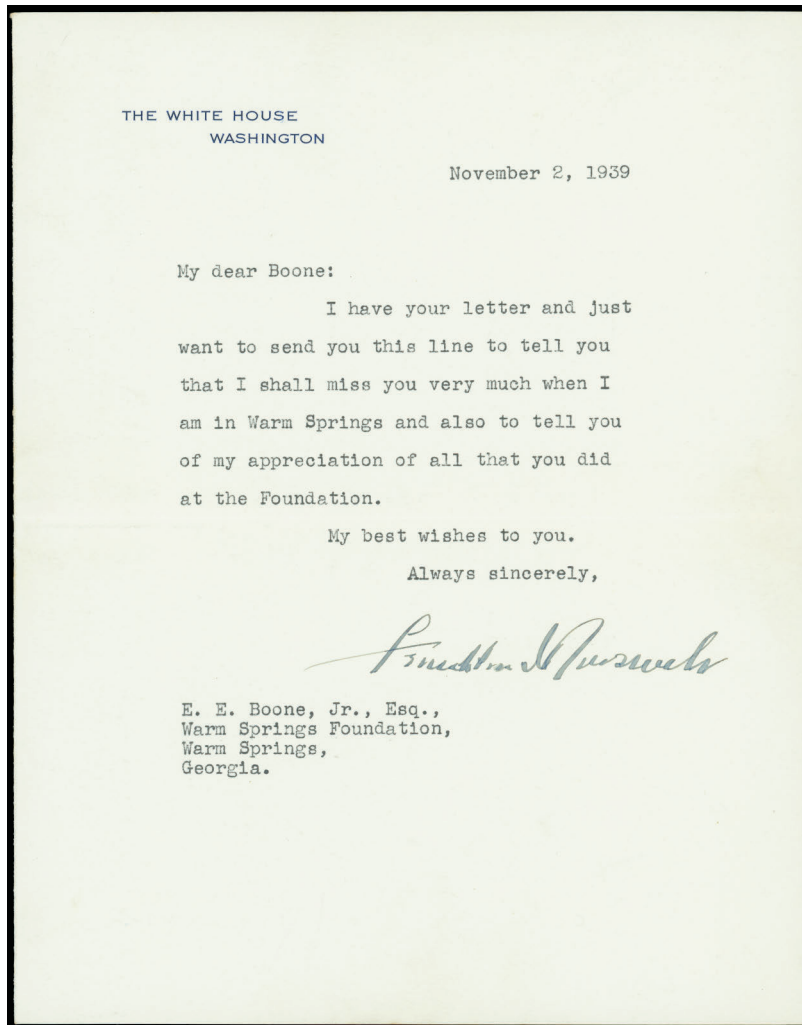 THE WHITE HOUSE
WASHINGTON
November 2, 1939
My dear Boone:
I have your letter and just
want to send you this line to tell you
that I shall miss you very much when I
am in Warm Springs and also to tell you
of my appreciation of all that you did
at the Foundation.
My best wishes to you.
Always sincerely,
Franklin D Roosevelt
E. E. Boone, Jr., Esq.,
Warm Springs Foundation,
Warm Springs,
Georgia.